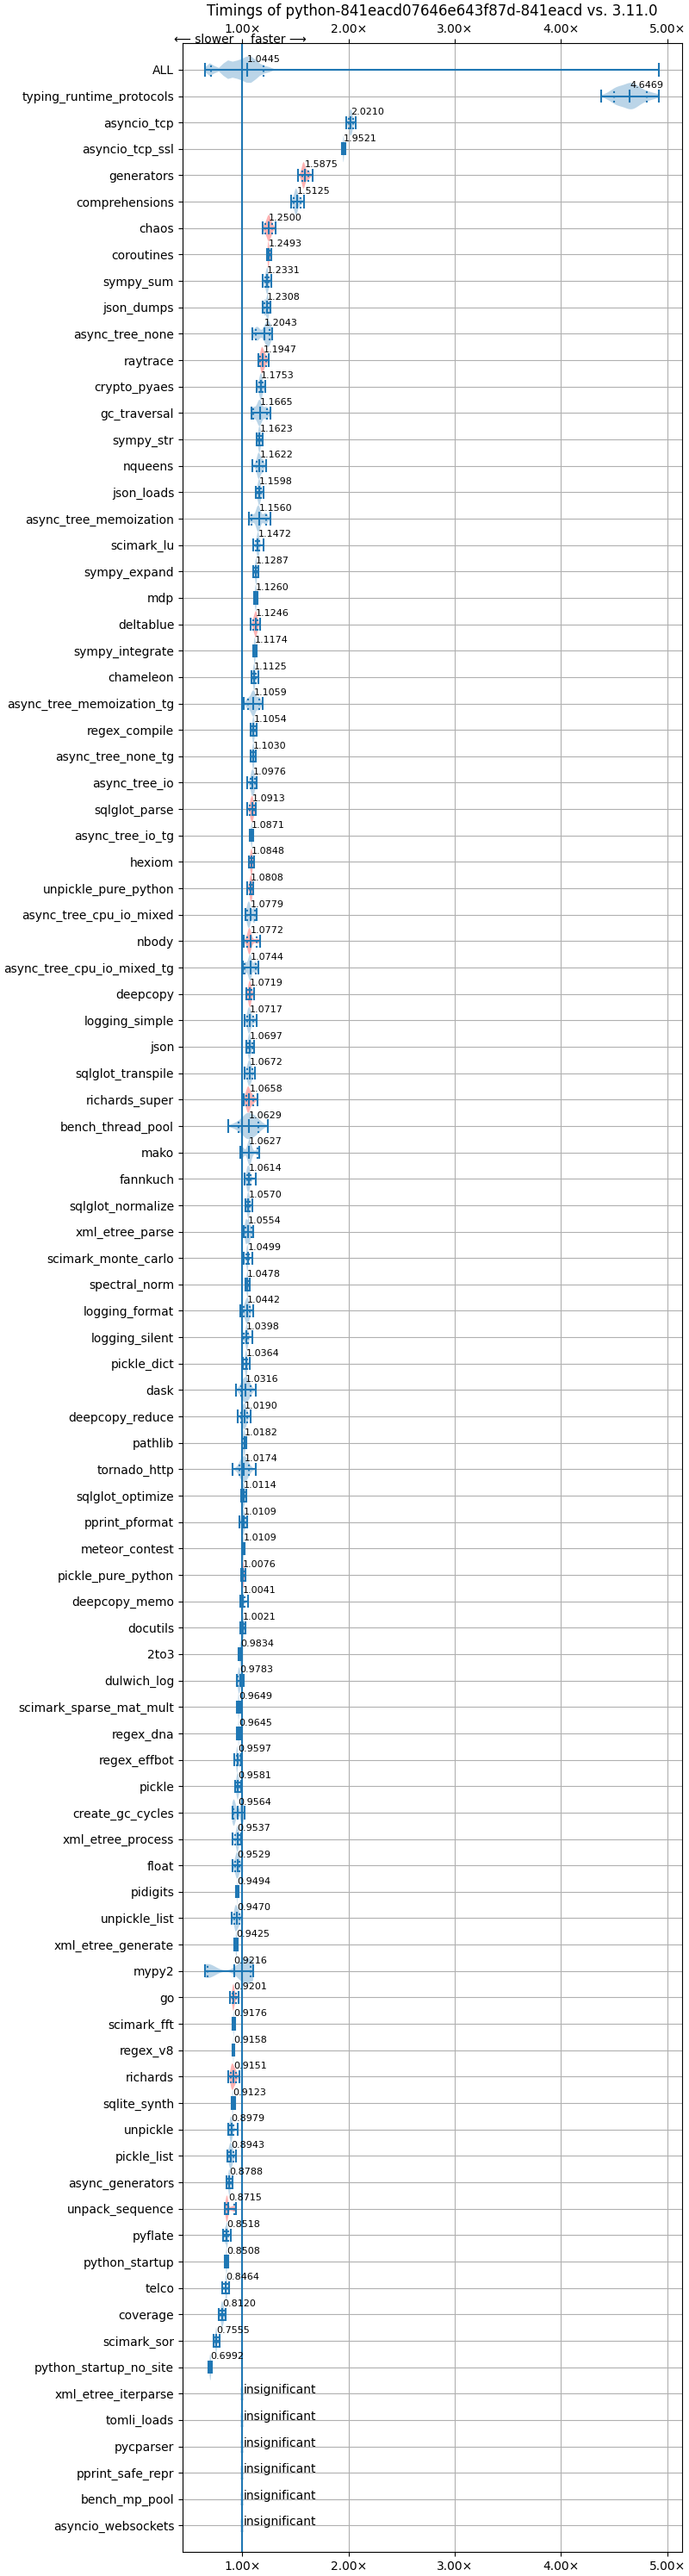 Timings of python-841eacd07646e643f87d-841eacd vs. 3.11.0
⟵ slower faster ⟶
1.00× 2.00× 3.00× 4.00× 5.00×
ALL 1.0445
typing_runtime_protocols 4.6469
asyncio_tcp 2.0210
asyncio_tcp_ssl 1.9521
generators 1.5875
comprehensions 1.5125
chaos 1.2500
coroutines 1.2493
sympy_sum 1.2331
json_dumps 1.2308
async_tree_none 1.2043
raytrace 1.1947
crypto_pyaes 1.1753
gc_traversal 1.1665
sympy_str 1.1623
nqueens 1.1622
json_loads 1.1598
async_tree_memoization 1.1560
scimark_lu 1.1472
sympy_expand 1.1287
mdp 1.1260
deltablue 1.1246
sympy_integrate 1.1174
chameleon 1.1125
async_tree_memoization_tg 1.1059
regex_compile 1.1054
async_tree_none_tg 1.1030
async_tree_io 1.0976
sqlglot_parse 1.0913
async_tree_io_tg 1.0871
hexiom 1.0848
unpickle_pure_python 1.0808
async_tree_cpu_io_mixed 1.0779
nbody 1.0772
async_tree_cpu_io_mixed_tg 1.0744
deepcopy 1.0719
logging_simple 1.0717
json 1.0697
sqlglot_transpile 1.0672
richards_super 1.0658
bench_thread_pool 1.0629
mako 1.0627
fannkuch 1.0614
sqlglot_normalize 1.0570
xml_etree_parse 1.0554
scimark_monte_carlo 1.0499
spectral_norm 1.0478
logging_format 1.0442
logging_silent 1.0398
pickle_dict 1.0364
dask 1.0316
deepcopy_reduce 1.0190
pathlib 1.0182
tornado_http 1.0174
sqlglot_optimize 1.0114
pprint_pformat 1.0109
meteor_contest 1.0109
pickle_pure_python 1.0076
deepcopy_memo 1.0041
docutils 1.0021
2to3 0.9834
dulwich_log 0.9783
scimark_sparse_mat_mult 0.9649
regex_dna 0.9645
regex_effbot 0.9597
pickle 0.9581
create_gc_cycles 0.9564
xml_etree_process 0.9537
float 0.9529
pidigits 0.9494
unpickle_list 0.9470
xml_etree_generate 0.9425
mypy2 0.9216
go 0.9201
scimark_fft 0.9176
regex_v8 0.9158
richards 0.9151
sqlite_synth 0.9123
unpickle 0.8979
pickle_list 0.8943
async_generators 0.8788
unpack_sequence 0.8715
pyflate 0.8518
python_startup 0.8508
telco 0.8464
coverage 0.8120
scimark_sor 0.7555
python_startup_no_site 0.6992
xml_etree_iterparse insignificant
tomli_loads insignificant
pycparser insignificant
pprint_safe_repr insignificant
bench_mp_pool insignificant
asyncio_websockets insignificant
1.00× 2.00× 3.00× 4.00× 5.00×